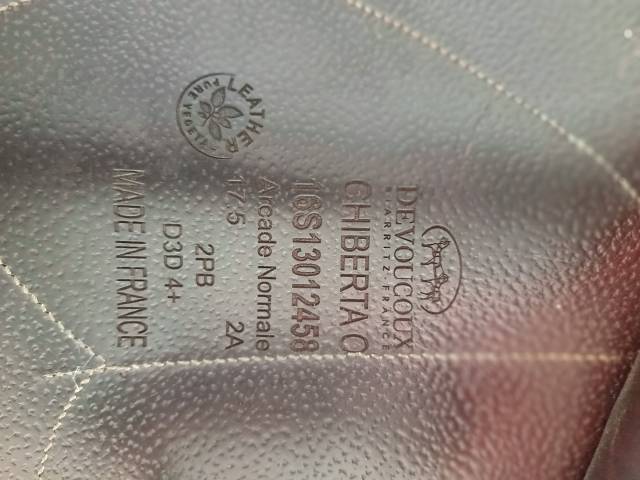 DEVOUCOUX
BIARRITZ-FRANCE
CHIBERTA O
16S13012458
Arcade Normale
17,5 2A
2PB
D3D 4+
MADE IN FRANCE
LEATHER
PURE VEGETAL